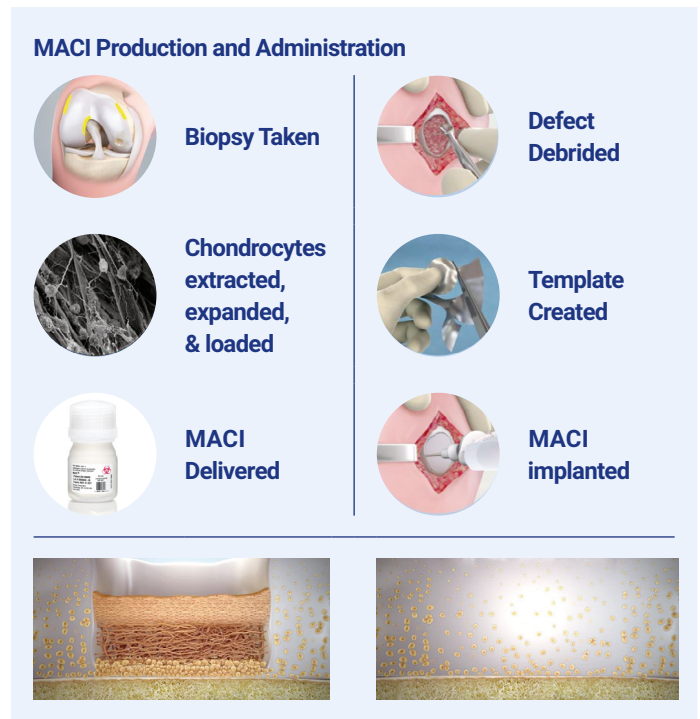 MACI Production and Administration
Biopsy Taken
Chondrocytes
extracted,
expanded,
& loaded
MACI
Delivered
Defect
Debrided
Template
Created
MACI
implanted